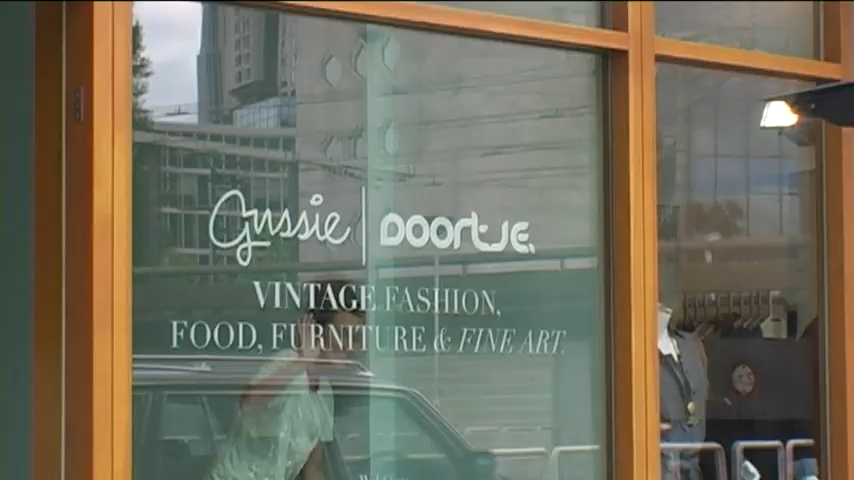 Gussie | DOORTJE.
VINTAGE FASHION,
FOOD, FURNITURE & FINE ART.